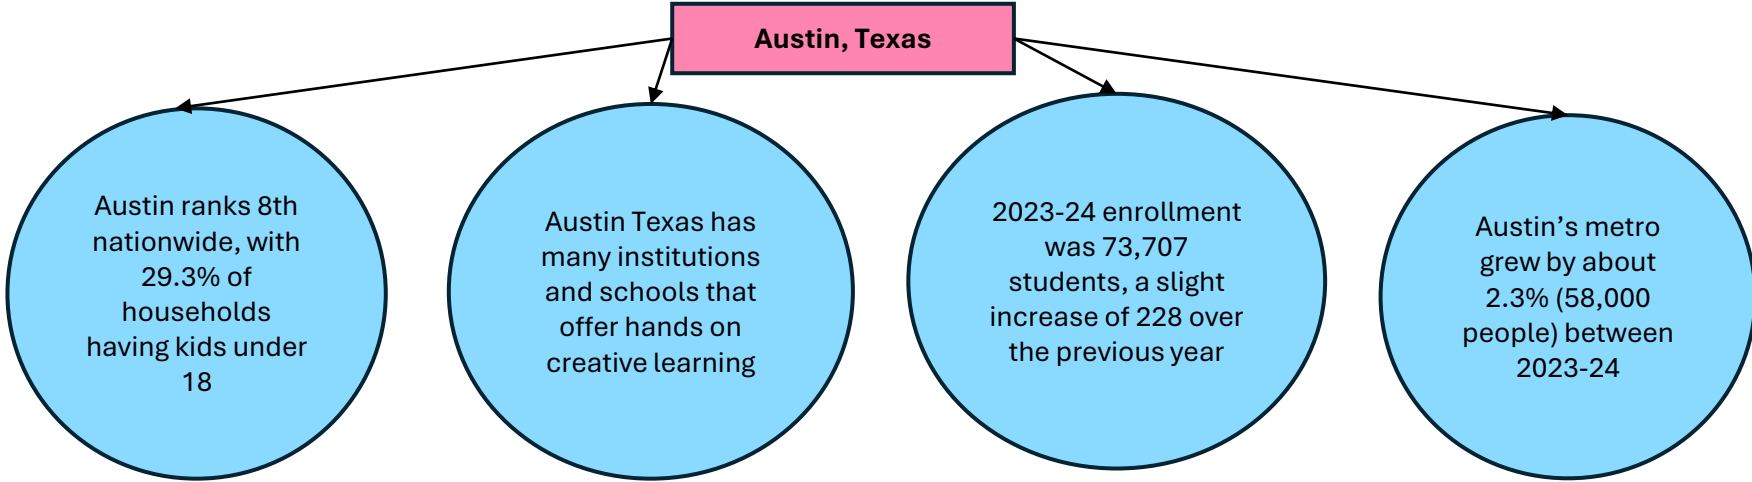 Austin, Texas
Austin ranks 8th
nationwide, with
29.3% of
households
having kids under
18
Austin Texas has
many institutions
and schools that
offer hands on
creative learning
2023-24 enrollment
was 73,707
students, a slight
increase of 228 over
the previous year
Austin’s metro
grew by about
2.3% (58,000
people) between
2023-24